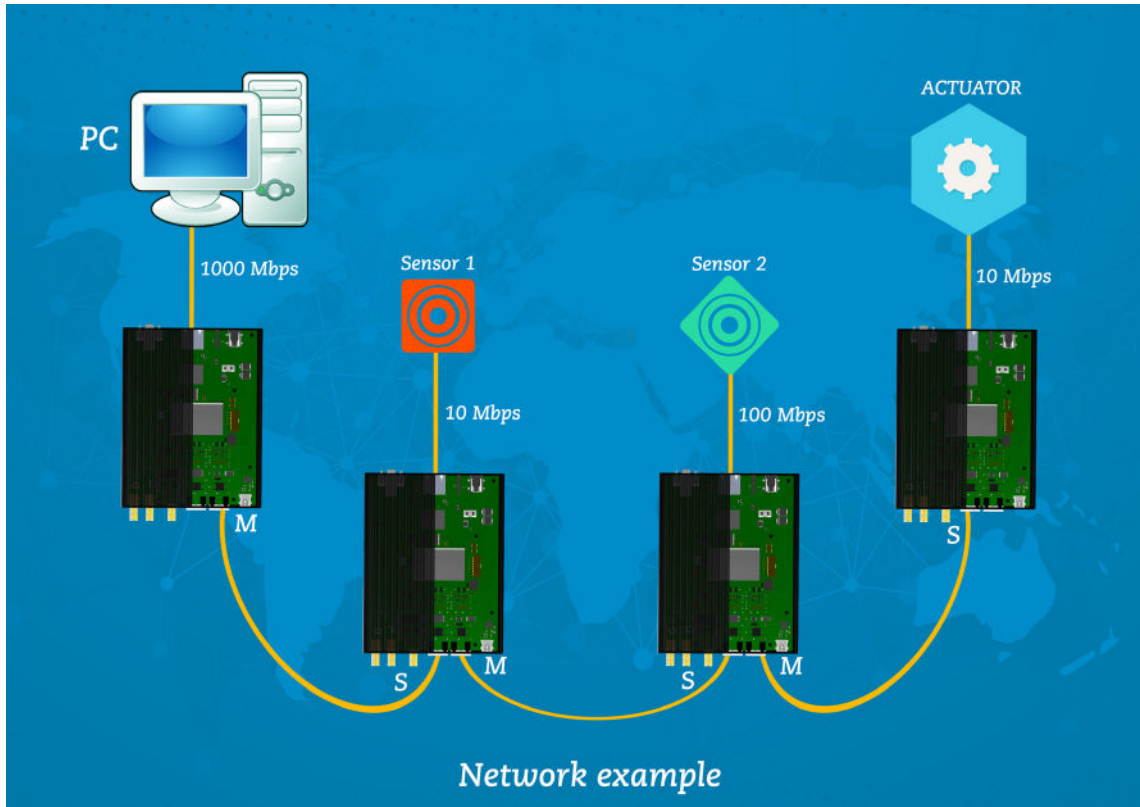 ACTUATOR
PC
1000 Mbps
Sensor 1
Sensor 2
10 Mbps
10 Mbps
100 Mbps
M
S
S
M
S
M
Network example